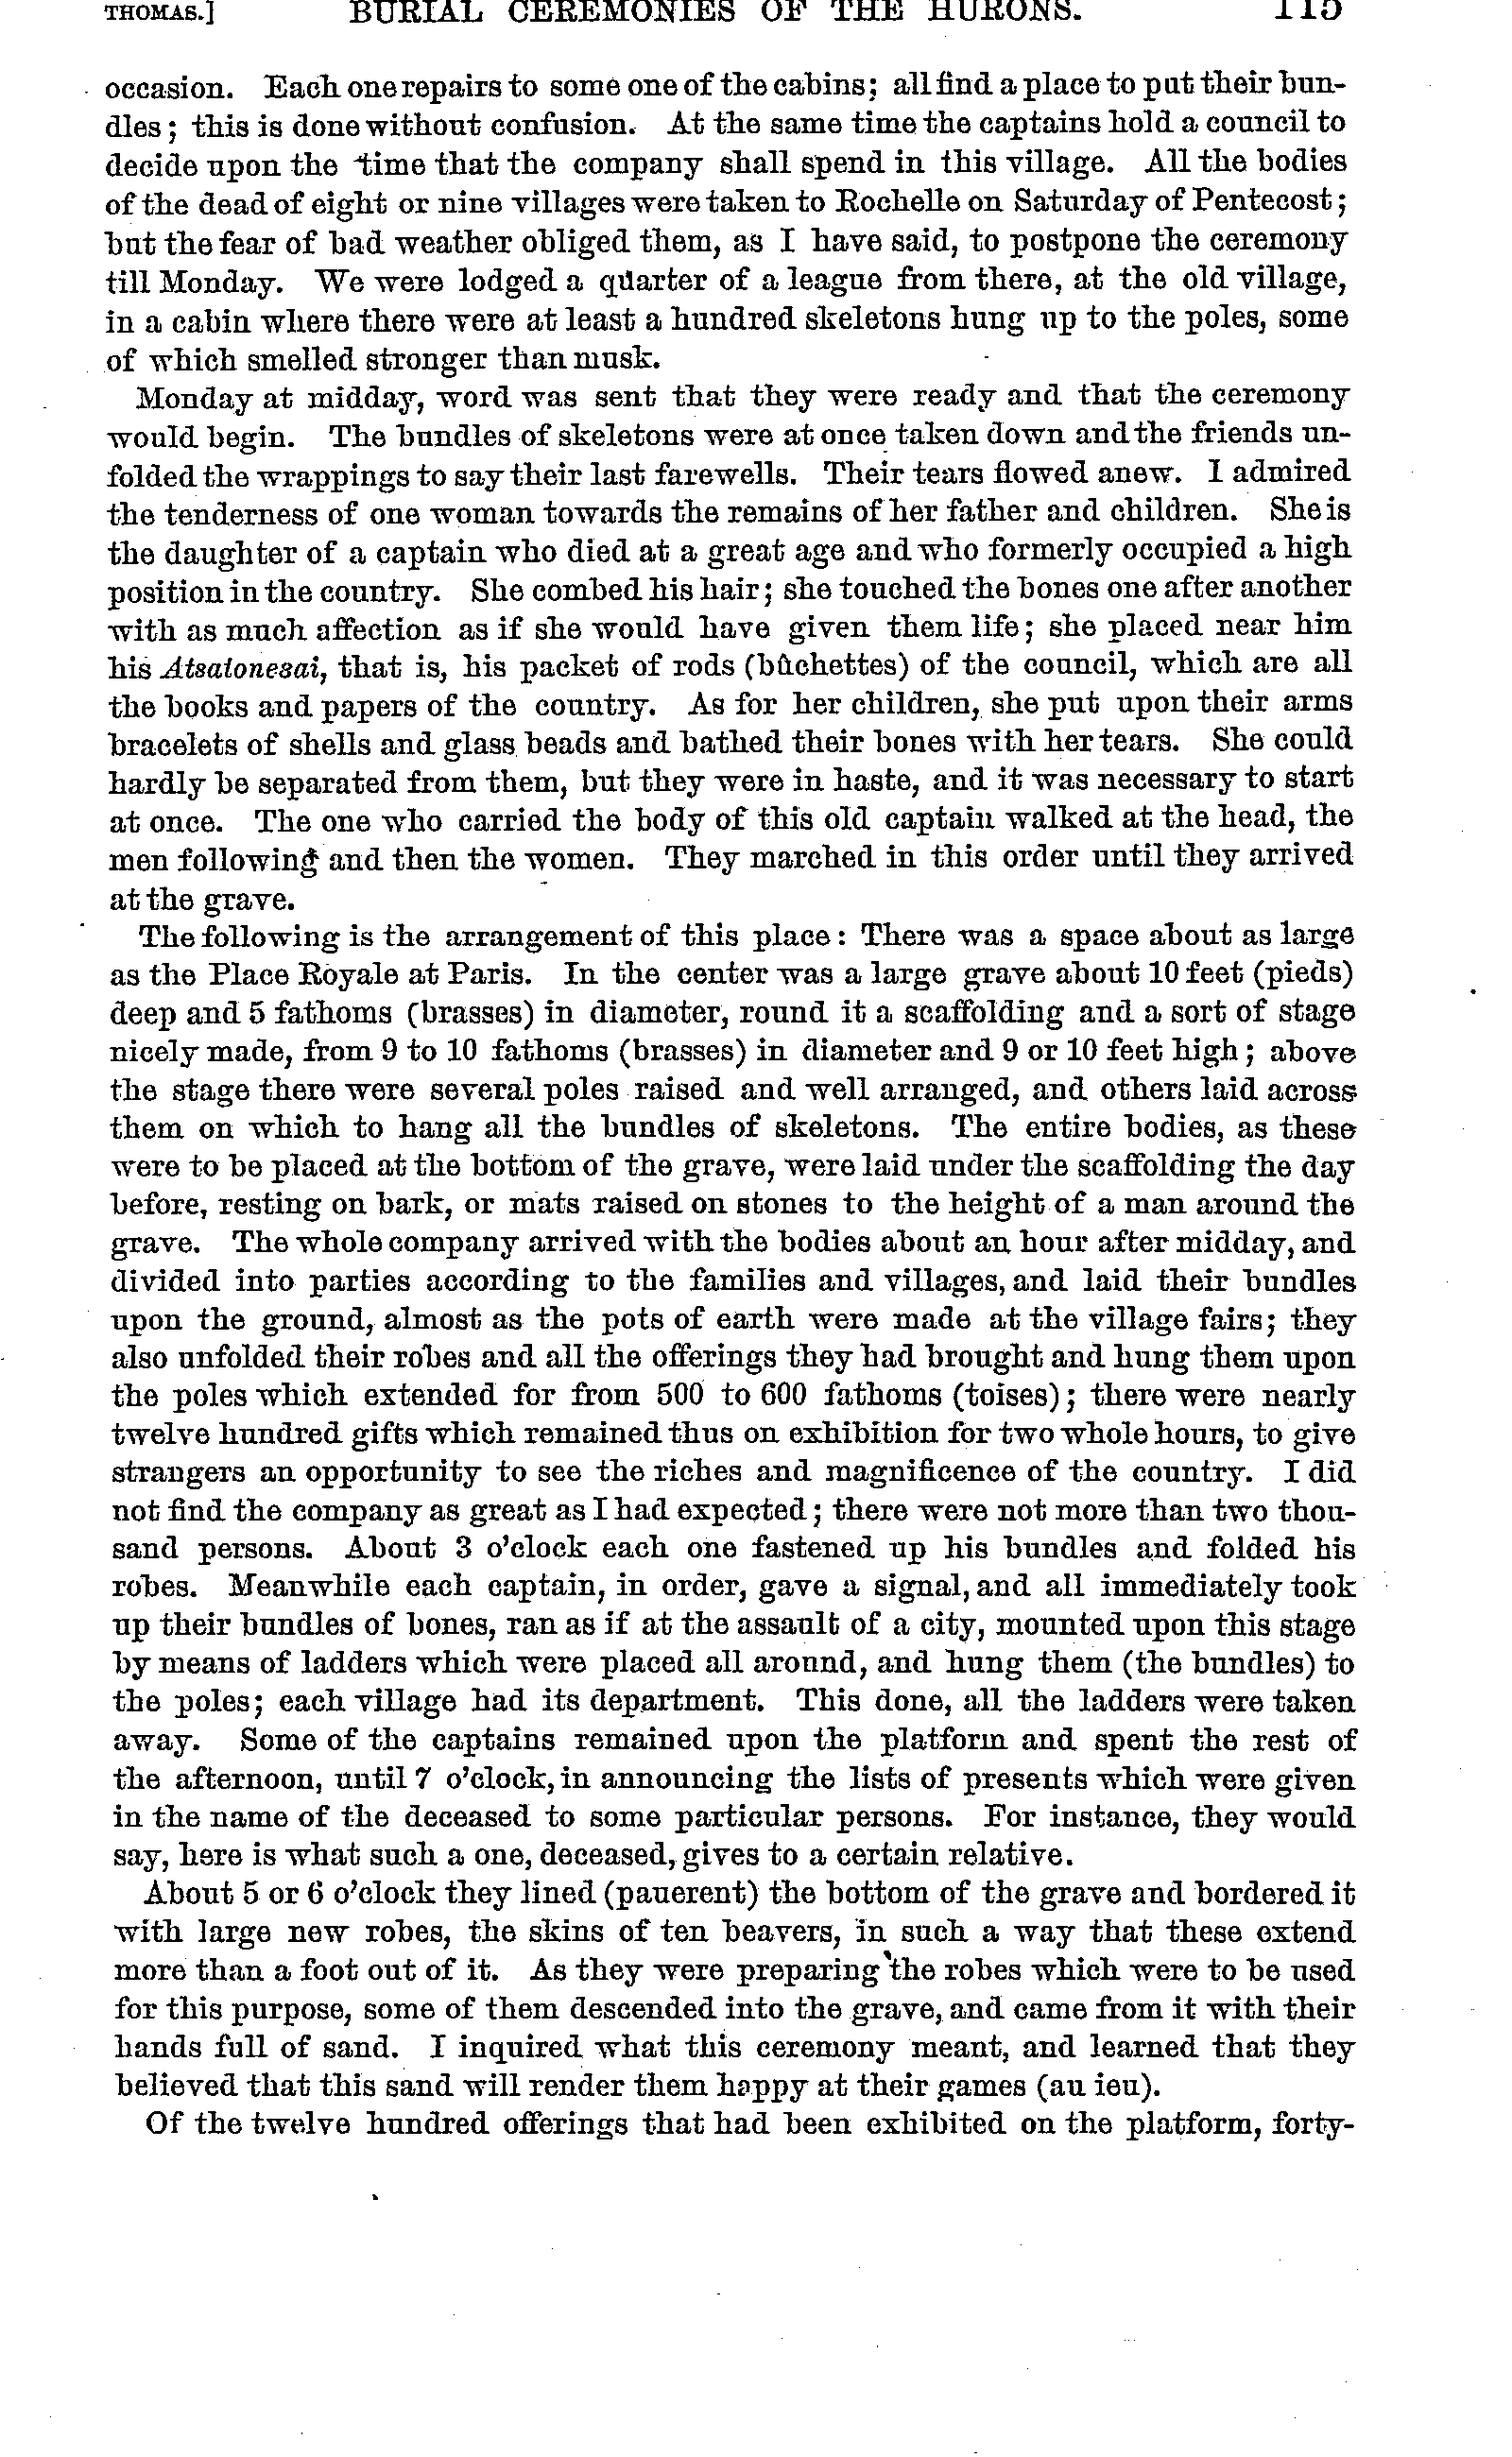 THOMAS.] BURIAL CEREMONIES OF THE HURONS. 115
occasion. Each one repairs to some one of the cabins; all find a place to put their bun-
dles; this is done without confusion. At the same time the captains hold a council to
decide upon the time that the company shall spend in this village. All the bodies
of the dead of eight or nine villages were taken to Rochelle on Saturday of Pentecost;
but the fear of bad weather obliged them, as I have said, to postpone the ceremony
till Monday. We were lodged a quarter of a league from there, at the old village,
in a cabin where there were at least a hundred skeletons hung up to the poles, some
of which smelled stronger than musk.
Monday at midday, word was sent that they were ready and that the ceremony
would begin. The bundles of skeletons were at once taken down and the friends un-
folded the wrappings to say their last farewells. Their tears flowed anew. I admired
the tenderness of one woman towards the remains of her father and children. She is
the daughter of a captain who died at a great age and who formerly occupied a high
position in the country. She combed his hair; she touched the bones one after another
with as much affection as if she would have given them life; she placed near him
his Atsatonesai, that is, his packet of rods (bûchettes) of the council, which are all
the books and papers of the country. As for her children, she put upon their arms
bracelets of shells and glass beads and bathed their bones with her tears. She could
hardly be separated from them, but they were in haste, and it was necessary to start
at once. The one who carried the body of this old captain walked at the head, the
men following and then the women. They marched in this order until they arrived
at the grave.
The following is the arrangement of this place: There was a space about as large
as the Place Royale at Paris. In the center was a large grave about 10 feet (pieds)
deep and 5 fathoms (brasses) in diameter, round it a scaffolding and a sort of stage
nicely made, from 9 to 10 fathoms (brasses) in diameter and 9 or 10 feet high; above
the stage there were several poles raised and well arranged, and others laid across
them on which to hang all the bundles of skeletons. The entire bodies, as these
were to be placed at the bottom of the grave, were laid under the scaffolding the day
before, resting on bark, or mats raised on stones to the height of a man around the
grave. The whole company arrived with the bodies about an hour after midday, and
divided into parties according to the families and villages, and laid their bundles
upon the ground, almost as the pots of earth were made at the village fairs; they
also unfolded their robes and all the offerings they had brought and hung them upon
the poles which extended for from 500 to 600 fathoms (toises); there were nearly
twelve hundred gifts which remained thus on exhibition for two whole hours, to give
strangers an opportunity to see the riches and magnificence of the country. I did
not find the company as great as I had expected; there were not more than two thou-
sand persons. About 3 o'clock each one fastened up his bundles and folded his
robes. Meanwhile each captain, in order, gave a signal, and all immediately took
up their bundles of bones, ran as if at the assault of a city, mounted upon this stage
by means of ladders which were placed all around, and hung them (the bundles) to
the poles; each village had its department. This done, all the ladders were taken
away. Some of the captains remained upon the platform and spent the rest of
the afternoon, until 7 o'clock, in announcing the lists of presents which were given
in the name of the deceased to some particular persons. For instance, they would
say, here is what such a one, deceased, gives to a certain relative.
About 5 or 6 o'clock they lined (pauerent) the bottom of the grave and bordered it
with large new robes, the skins of ten beavers, in such a way that these extend
more than a foot out of it. As they were preparing the robes which were to be used
for this purpose, some of them descended into the grave, and came from it with their
hands full of sand. I inquired what this ceremony meant, and learned that they
believed that this sand will render them happy at their games (au ieu).
Of the twelve hundred offerings that had been exhibited on the platform, forty-